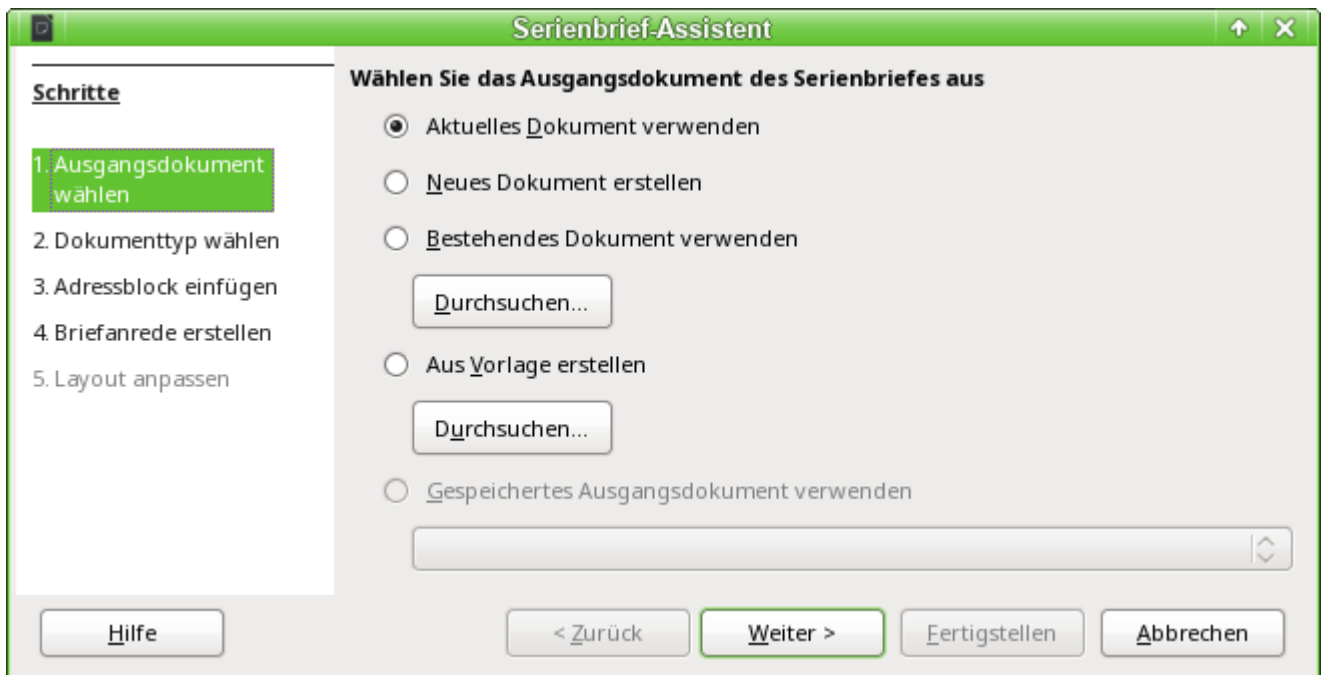 Serienbrief-Assistent
Schritte
1. Ausgangsdokument
wählen
2. Dokumenttyp wählen
3. Adressblock einfügen
4. Briefanrede erstellen
5. Layout anpassen
Wählen Sie das Ausgangsdokument des Serienbriefes aus
Aktuelles Dokument verwenden
Neues Dokument erstellen
Bestehendes Dokument verwenden
Durchsuchen...
Aus Vorlage erstellen
Durchsuchen...
Gespeichertes Ausgangsdokument verwenden
Hilfe
< Zurück
Weiter >
Fertigstellen
Abbrechen